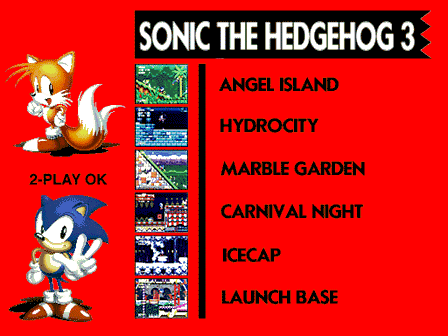 SONIC THE HEDGEHOG 3
ANGEL ISLAND
HYDROCITY
MARBLE GARDEN
2-PLAY OK
CARNIVAL NIGHT
ICECAP
LAUNCH BASE